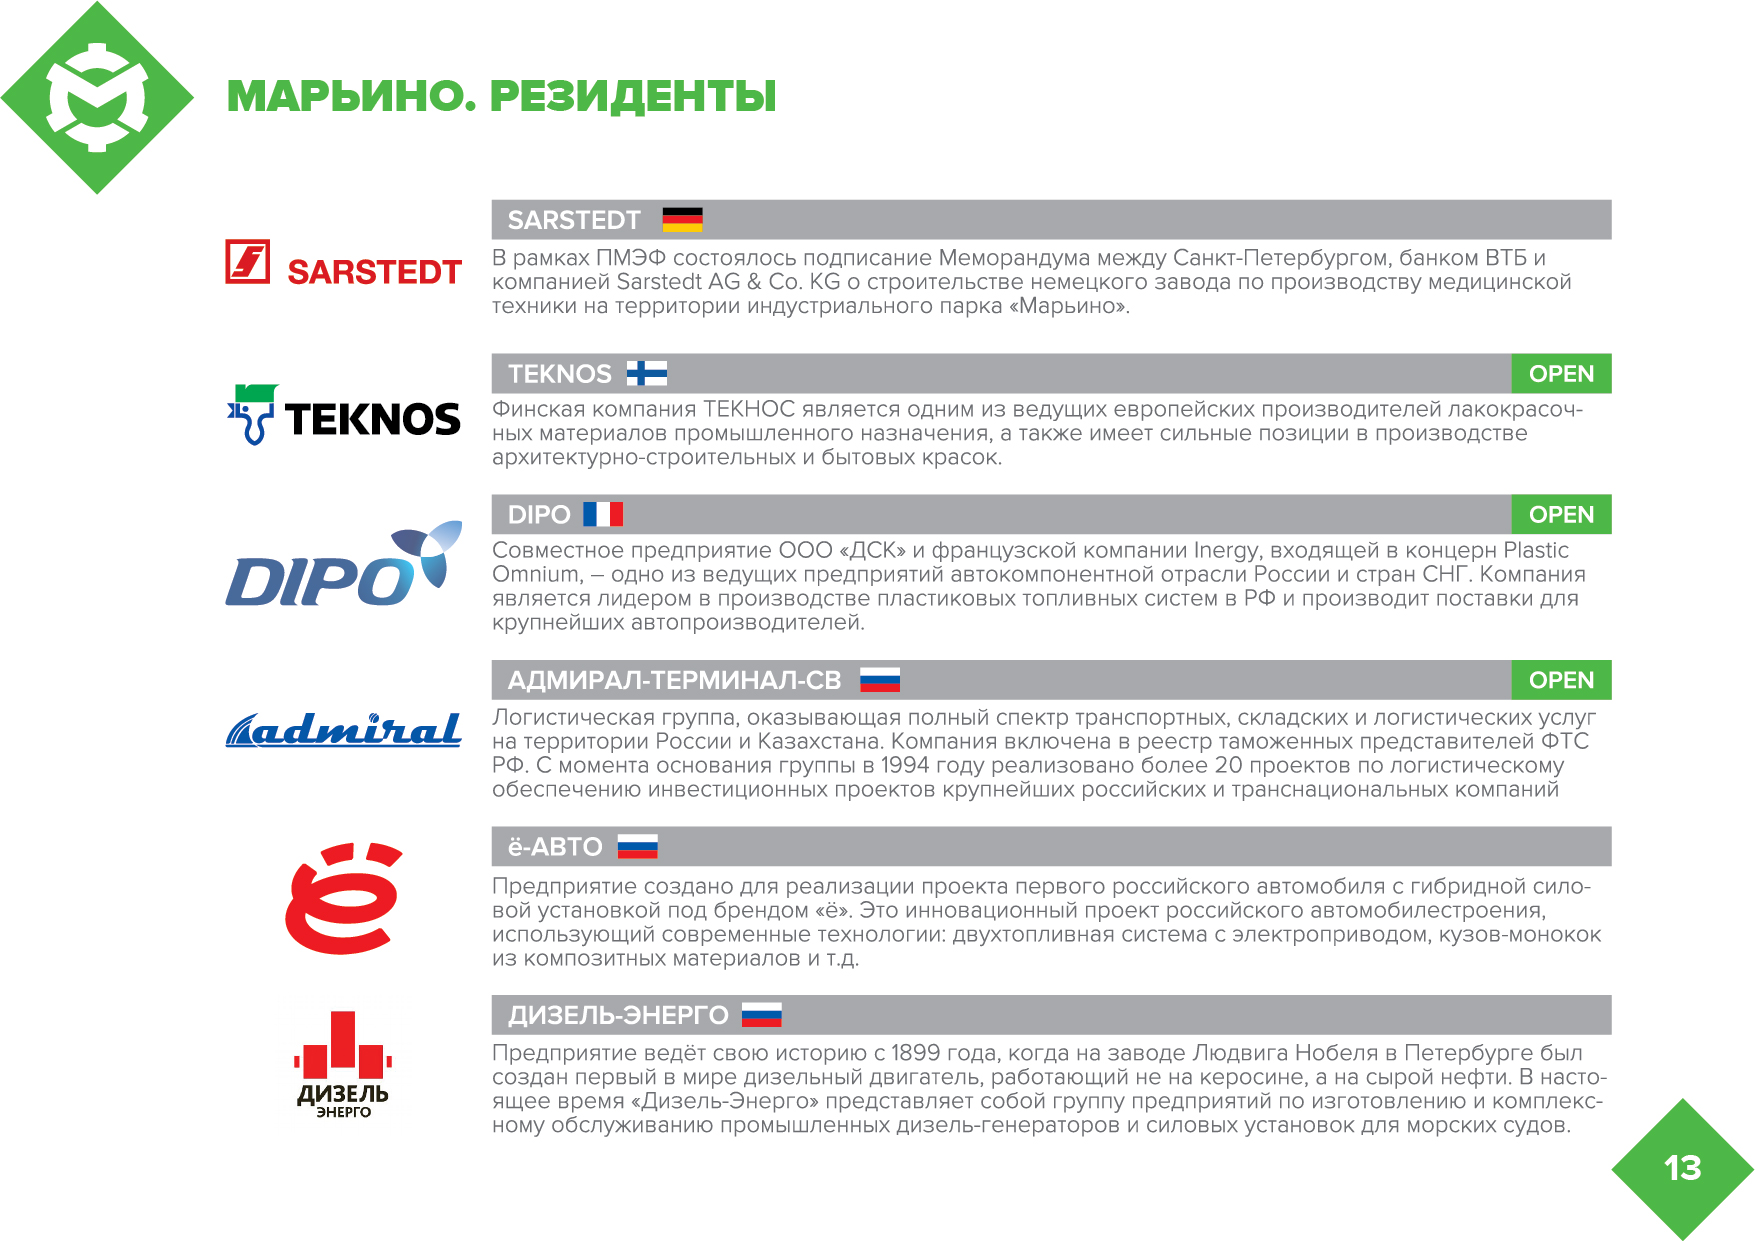 МАРЬИНО. РЕЗИДЕНТЫ
SARSTEDT
SARSTEDT
В рамках ПМЭФ состоялось подписание Меморандума между Санкт-Петербургом, банком ВТБ и
компанией Sarstedt AG & Co. KG о строительстве немецкого завода по производству медицинской
техники на территории индустриального парка «Марьино».
TEKNOS
TEKNOS
OPEN
Финская компания ТЕКНОС является одним из ведущих европейских производителей лакокрасоч-
ных материалов промышленного назначения, а также имеет сильные позиции в производстве
архитектурно-строительных и бытовых красок.
DIPO
DIPO
OPEN
Совместное предприятие ООО «ДСК» и французской компании Inergy, входящей в концерн Plastic
Omnium, – одно из ведущих предприятий автокомпонентной отрасли России и стран СНГ. Компания
является лидером в производстве пластиковых топливных систем в РФ и производит поставки для
крупнейших автопроизводителей.
admiral
АДМИРАЛ-ТЕРМИНАЛ-СВ
OPEN
Логистическая группа, оказывающая полный спектр транспортных, складских и логистических услуг
на территории России и Казахстана. Компания включена в реестр таможенных представителей ФТС
РФ. С момента основания группы в 1994 году реализовано более 20 проектов по логистическому
обеспечению инвестиционных проектов крупнейших российских и транснациональных компаний
ё
ё-АВТО
Предприятие создано для реализации проекта первого российского автомобиля с гибридной сило-
вой установкой под брендом «ё». Это инновационный проект российского автомобилестроения,
использующий современные технологии: двухтопливная система с электроприводом, кузов-монокок
из композитных материалов и т.д.
ДИЗЕЛЬ
ЭНЕРГО
ДИЗЕЛЬ-ЭНЕРГО
Предприятие ведёт свою историю с 1899 года, когда на заводе Людвига Нобеля в Петербурге был
создан первый в мире дизельный двигатель, работающий не на керосине, а на сырой нефти. В насто-
ящее время «Дизель-Энерго» представляет собой группу предприятий по изготовлению и комплекс-
ному обслуживанию промышленных дизель-генераторов и силовых установок для морских судов.
13